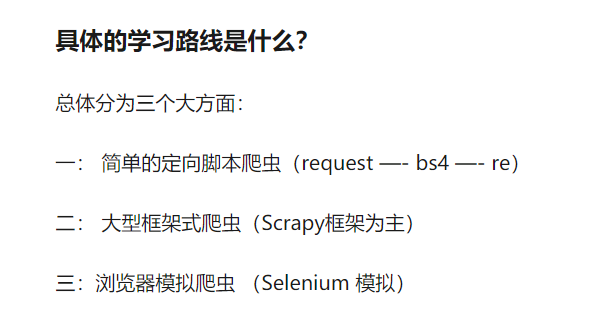 具体的学习路线是什么？
总体分为三个大方面：
一： 简单的定向脚本爬虫（request —- bs4 —- re）
二： 大型框架式爬虫（Scrapy框架为主）
三：浏览器模拟爬虫 （Selenium 模拟）